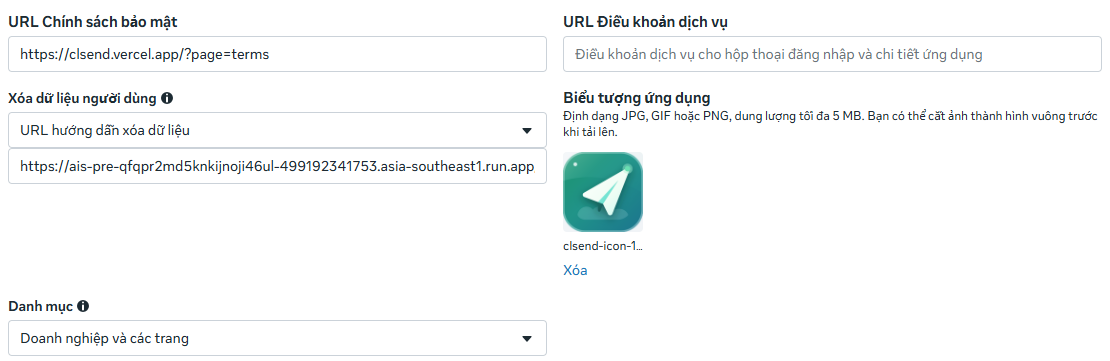 URL Chính sách bảo mật
https://clsend.vercel.app/?page=terms
URL Điều khoản dịch vụ
Điều khoản dịch vụ cho hộp thoại đăng nhập và chi tiết ứng dụng
Xóa dữ liệu người dùng
URL hướng dẫn xóa dữ liệu
https://ais-pre-qfqpr2md5knkijnoji46ul-499192341753.asia-southeast1.run.app
Biểu tượng ứng dụng
Định dạng JPG, GIF hoặc PNG, dung lượng tối đa 5 MB. Bạn có thể cắt ảnh thành hình vuông trước
khi tải lên.
clsend-icon-1...
Xóa
Danh mục
Doanh nghiệp và các trang